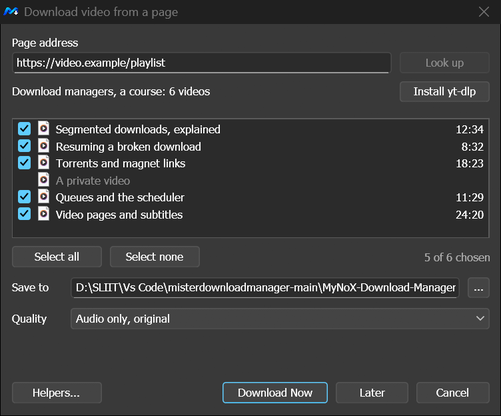 Download video from a page
Page address
https://video.example/playlist
Look up
Download managers, a course: 6 videos
Install yt-dlp
Segmented downloads, explained 12:34
Resuming a broken download 8:32
Torrents and magnet links 18:23
A private video
Queues and the scheduler 11:29
Video pages and subtitles 24:20
Select all
Select none
5 of 6 chosen
Save to
D:\SLIIT\Vs Code\misterdownloadmanager-main\MyNoX-Download-Manager
...
Quality
Audio only, original
Helpers...
Download Now
Later
Cancel